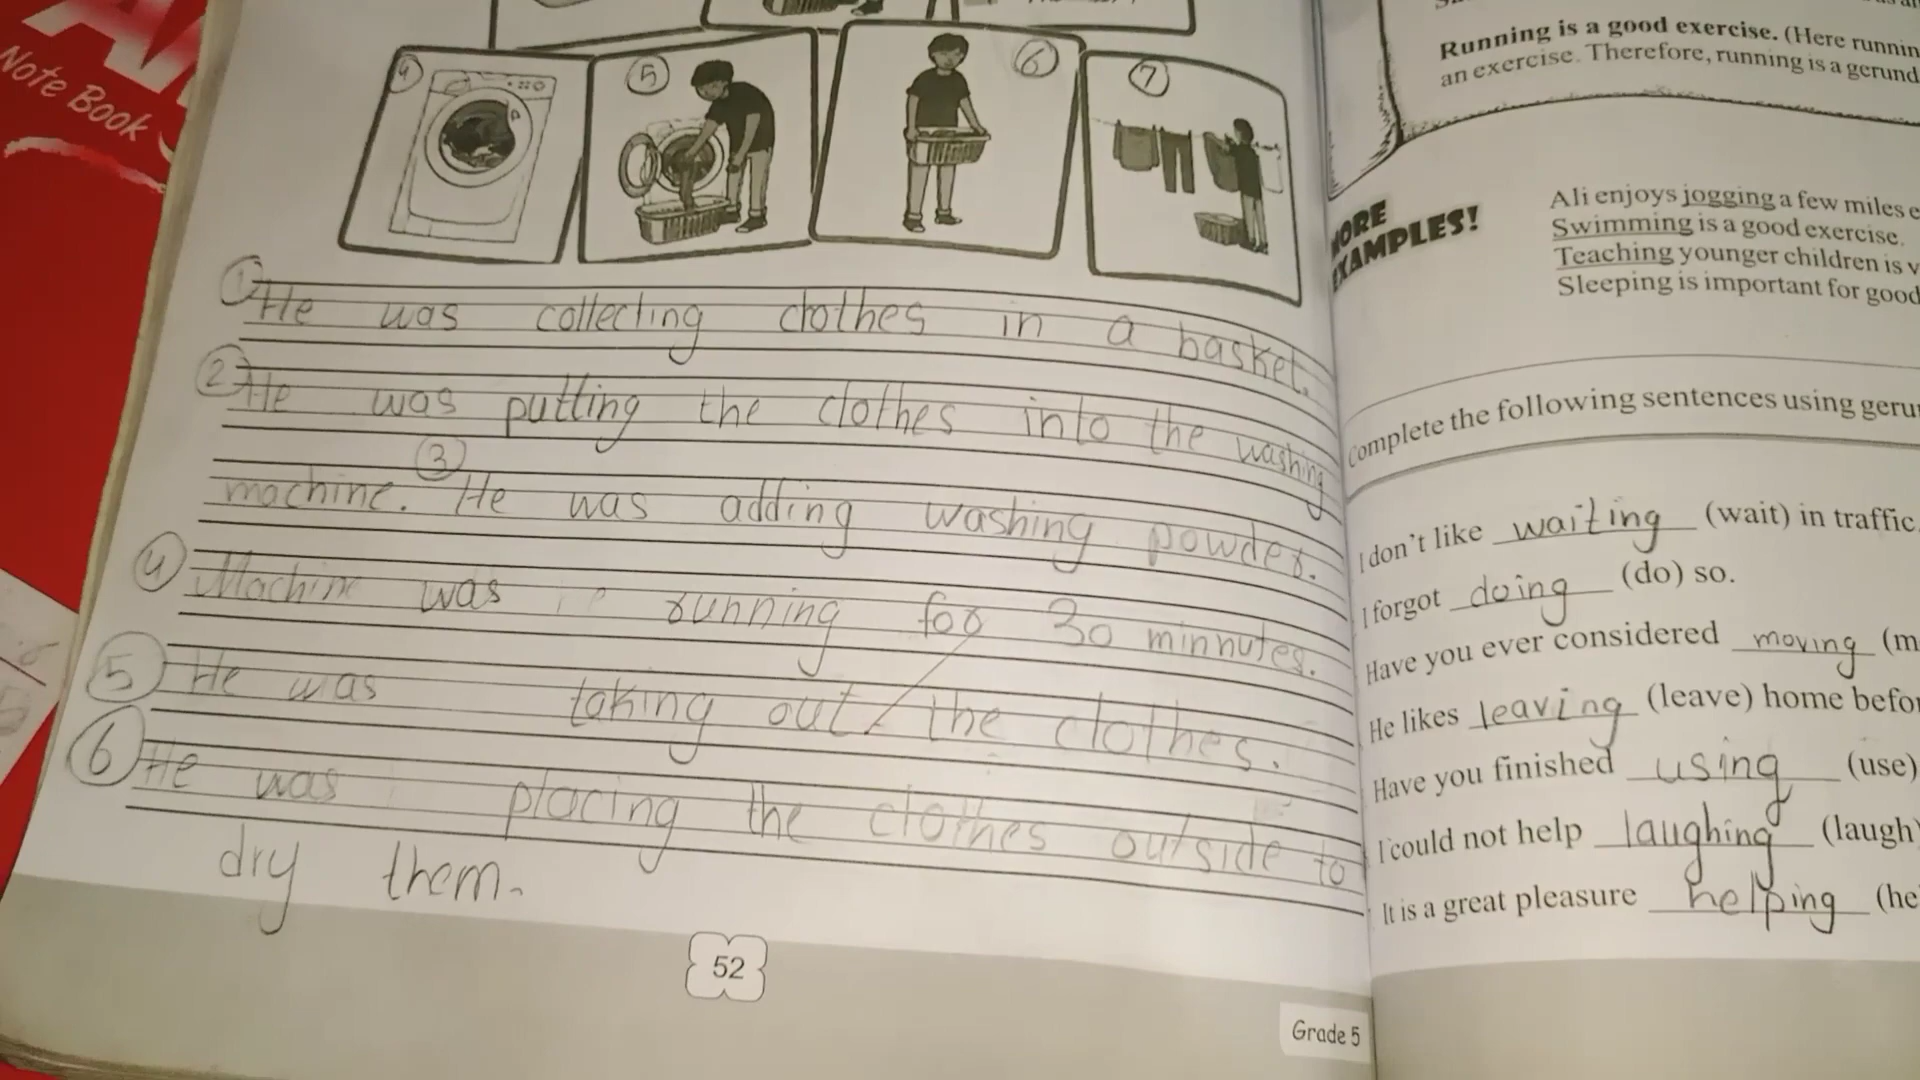 Note Book
4
5
6
7
1 He was collecting clothes in a basket.
2 He was putting the clothes into the washing
3
machine. He was adding washing powder.
4 Machine was running for 30 minnutes.
5 He was taking out the clothes.
6 He was placing the clothes outside to
dry them.
52
Grade 5
Running is a good exercise. (Here runnin
an exercise. Therefore, running is a gerund
MORE
EXAMPLES!
Ali enjoys jogging a few miles e
Swimming is a good exercise.
Teaching younger children is v
Sleeping is important for good
Complete the following sentences using geru
I don't like waiting (wait) in traffic.
I forgot doing (do) so.
Have you ever considered moving (m
He likes leaving (leave) home befor
Have you finished using (use)
I could not help laughing (laugh)
It is a great pleasure helping (he